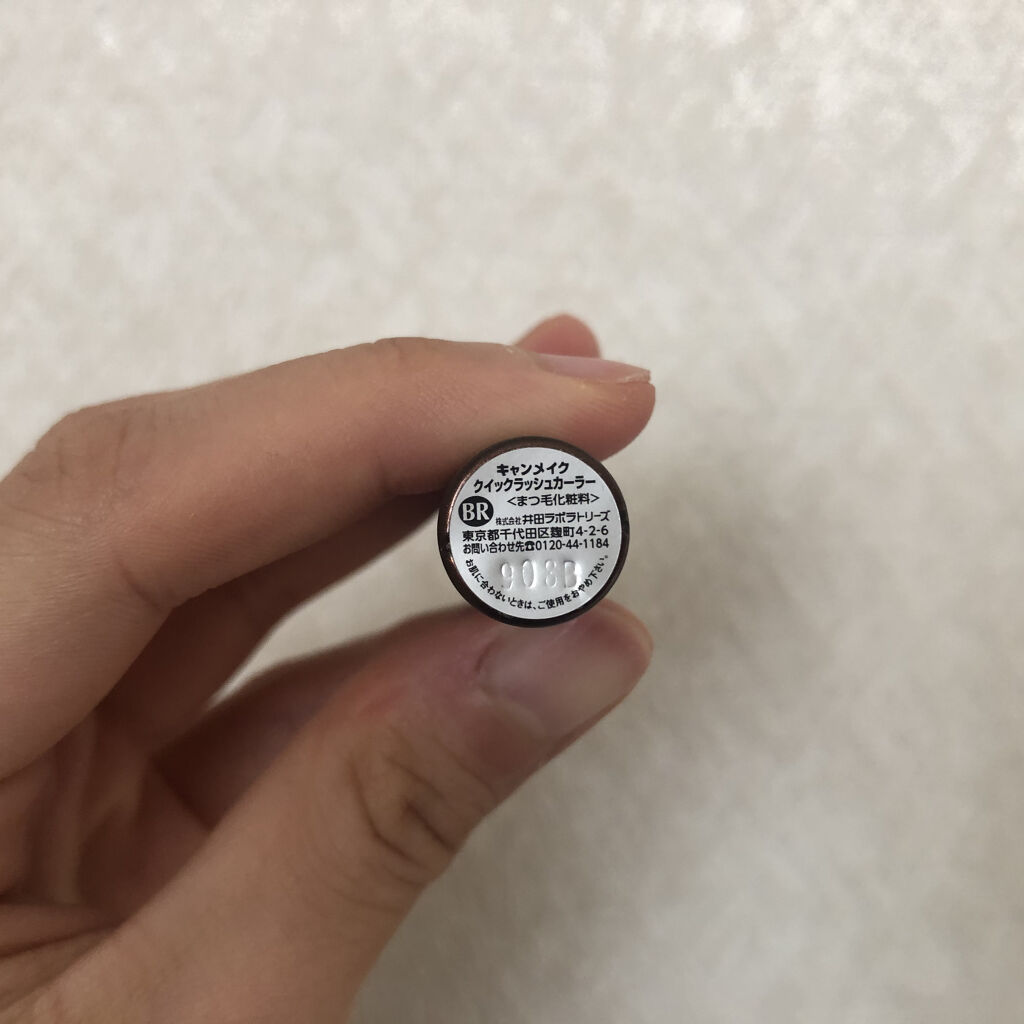 キャンメイク
クイックラッシュカーラー
<まつ毛化粧料>
BR
株式会社 井田ラボラトリーズ
東京都千代田区麹町4-2-6
お問い合わせ先☎0120-44-1184
908B
お肌に合わないときは、ご使用をおやめ下さい。